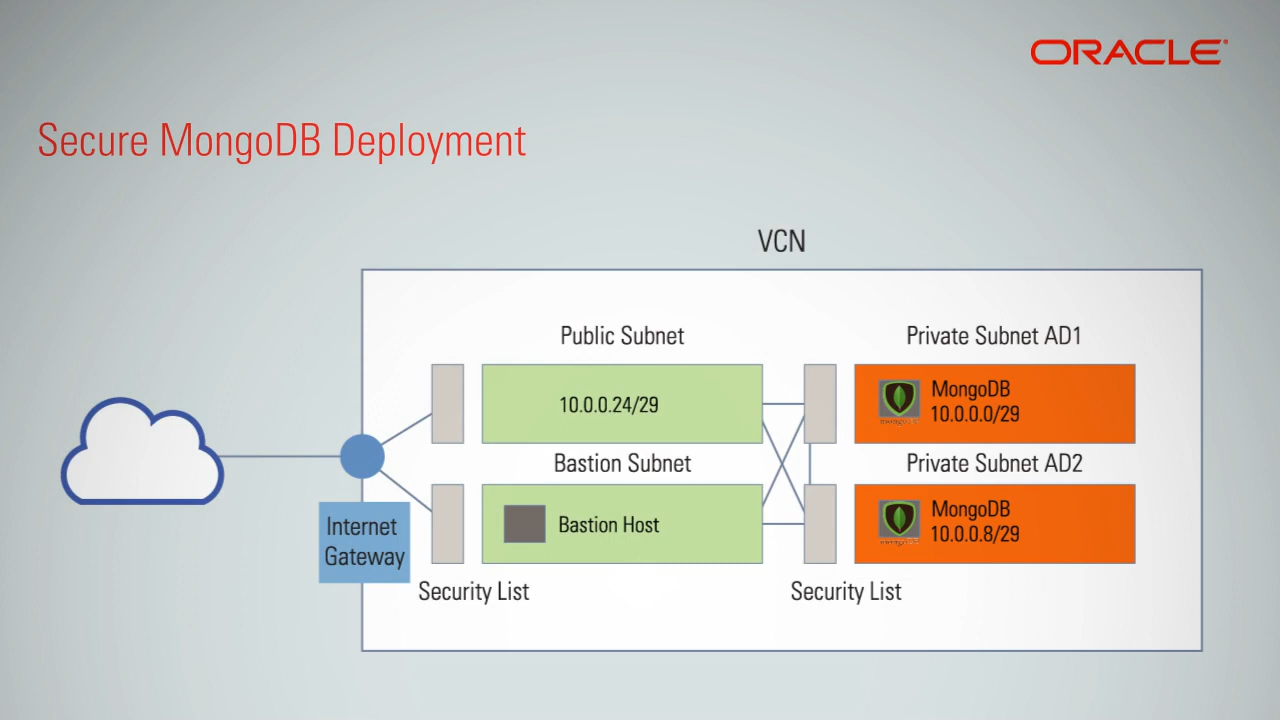 ORACLE
Secure MongoDB Deployment
VCN
Public Subnet
Private Subnet AD1
10.0.0.24/29
MongoDB
10.0.0.0/29
Bastion Subnet
Private Subnet AD2
Bastion Host
MongoDB
10.0.0.8/29
Internet
Gateway
Security List
Security List